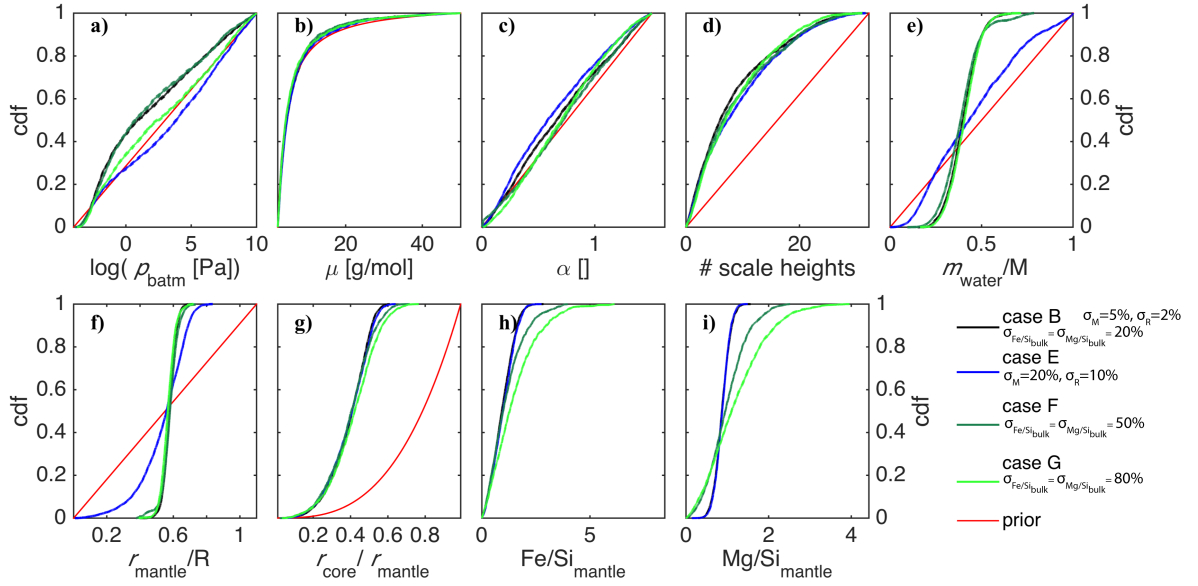 a) b) c) d) e)
cdf
1
0.8
0.6
0.4
0.2
0
0 5 10
log( p_batm [Pa])
20 40
μ [g/mol]
0 1
α []
0 20
# scale heights
0 0.5 1
m_water/M
1
0.8
0.6
0.4
0.2
0
cdf
f) g) h) i)
cdf
1
0.8
0.6
0.4
0.2
0
0.2 0.6 1
r_mantle/R
0.2 0.4 0.6 0.8
r_core/ r_mantle
0 5
Fe/Si_mantle
0 2 4
Mg/Si_mantle
1
0.8
0.6
0.4
0.2
0
cdf
case B σ_M=5%, σ_R=2%
σ_Fe/Si_bulk = σ_Mg/Si_bulk = 20%
case E
σ_M=20%, σ_R=10%
case F
σ_Fe/Si_bulk = σ_Mg/Si_bulk = 50%
case G
σ_Fe/Si_bulk = σ_Mg/Si_bulk = 80%
prior